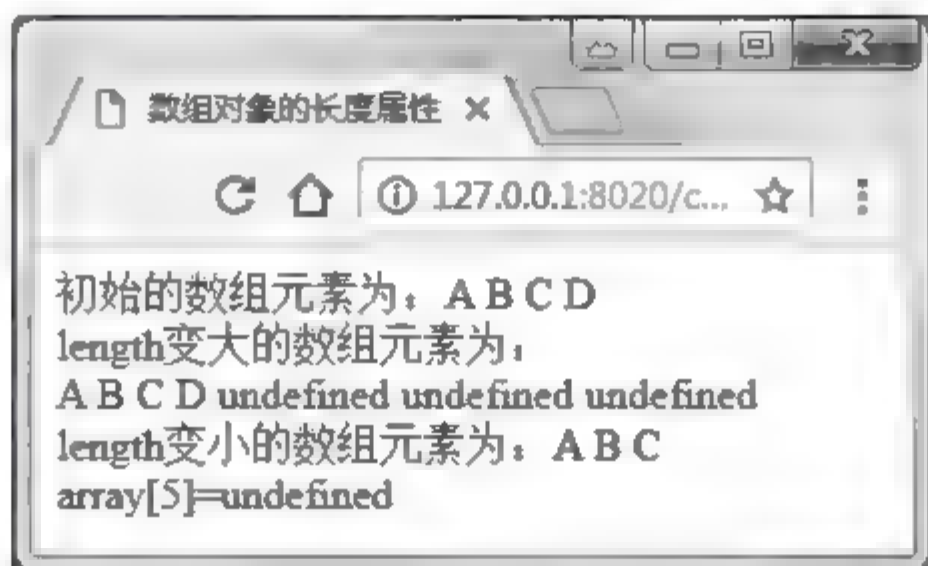 数组对象的长度属性
127.0.0.1:8020/c...
初始的数组元素为：A B C D
length变大的数组元素为：
A B C D undefined undefined undefined
length变小的数组元素为：A B C
array[5]=undefined